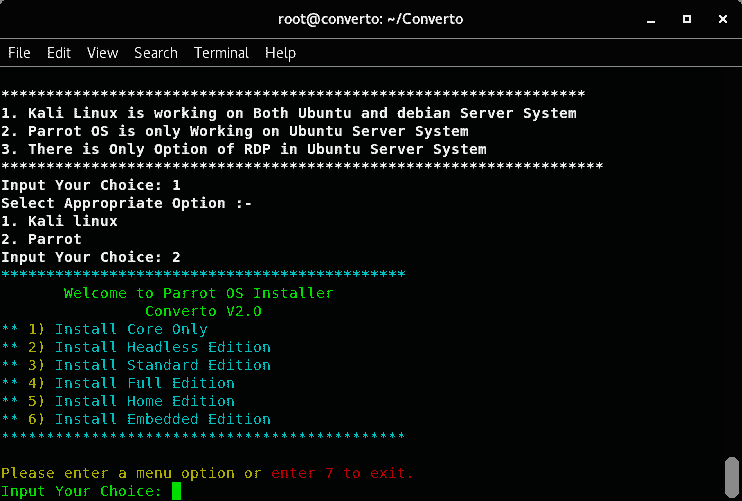 root@converto: ~/Converto
File Edit View Search Terminal Help
*****************************************************************
1. Kali Linux is working on Both Ubuntu and debian Server System
2. Parrot OS is only Working on Ubuntu Server System
3. There is Only Option of RDP in Ubuntu Server System
*******************************************************************
Input Your Choice: 1
Select Appropriate Option :-
1. Kali linux
2. Parrot
Input Your Choice: 2
*********************************************
Welcome to Parrot OS Installer
Converto V2.O
** 1) Install Core Only
** 2) Install Headless Edition
** 3) Install Standard Edition
** 4) Install Full Edition
** 5) Install Home Edition
** 6) Install Embedded Edition
*********************************************
Please enter a menu option or enter 7 to exit.
Input Your Choice: